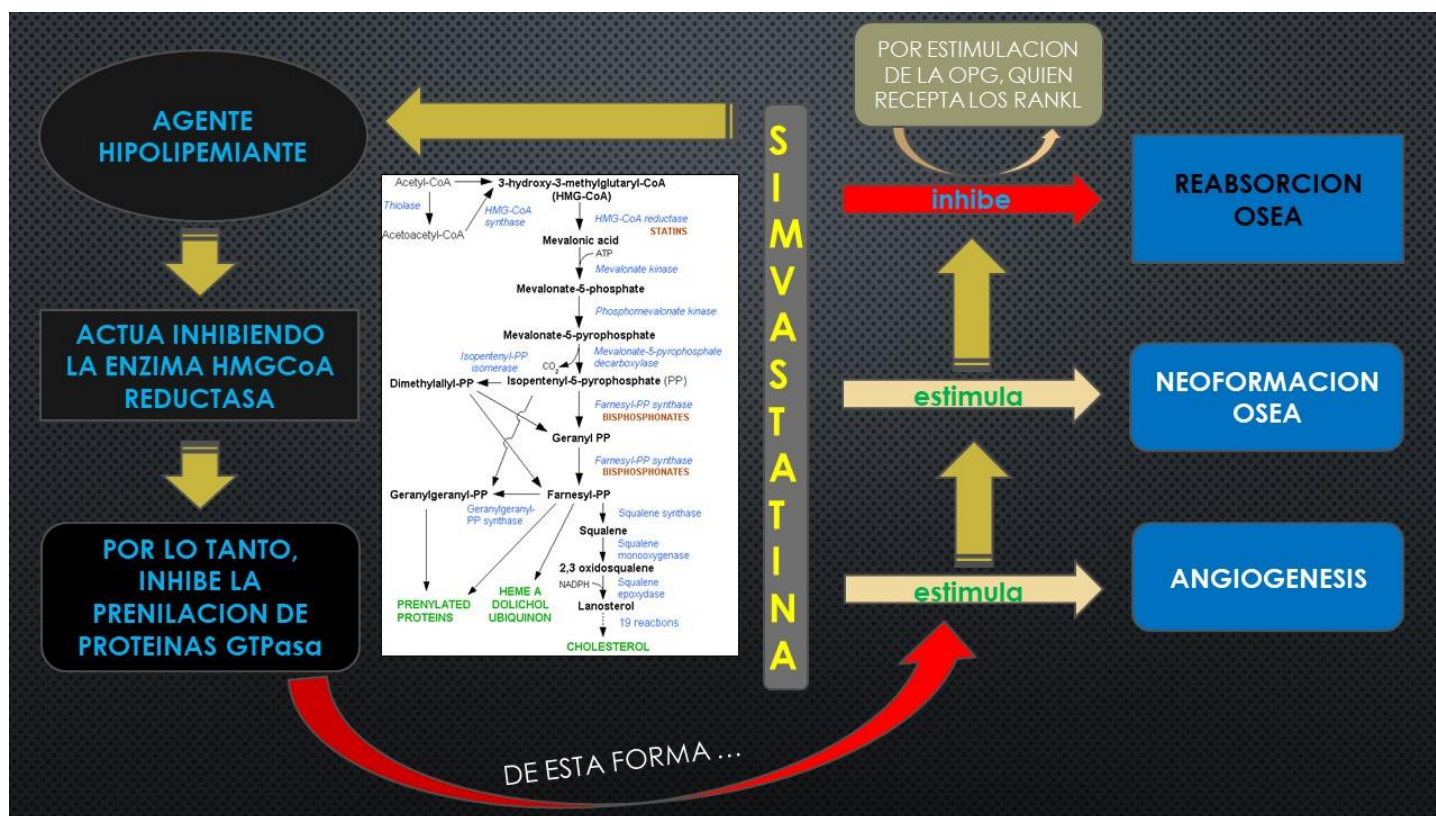 AGENTE
HIPOLIPEMIANTE
ACTUA INHIBIENDO
LA ENZIMA HMGCoA
REDUCTASA
POR LO TANTO,
INHIBE LA
PRENILACION DE
PROTEINAS GTPasa
DE ESTA FORMA ...
Acetyl-CoA
3-hydroxy-3-methylglutaryl-CoA
(HMG-CoA)
Thiolase
HMG-CoA
synthase
HMG-CoA reductase
STATINS
Acetoacetyl-CoA
Mevalonic acid
ATP
Mevalonate kinase
Mevalonate-5-phosphate
Phosphomevalonate kinase
Mevalonate-5-pyrophosphate
Isopentenyl-PP
isomerase
CO2
Mevalonate-5-pyrophosphate
decarboxylase
Dimethylallyl-PP
Isopentenyl-5-pyrophosphate (PP)
Farnesyl-PP synthase
BISPHOSPHONATES
Geranyl PP
Farnesyl-PP synthase
BISPHOSPHONATES
Geranylgeranyl-PP
Farnesyl-PP
Geranylgeranyl-
PP synthase
Squalene synthase
Squalene
Squalene
monooxygenase
2,3 oxidosqualene
NADPH
Squalene
epoxydase
Lanosterol
19 reactions
PRENYLATED
PROTEINS
HEME A
DOLICHOL
UBIQUINON
CHOLESTEROL
SIMVASTATINA
POR ESTIMULACION
DE LA OPG, QUIEN
RECEPTA LOS RANKL
inhibe
REABSORCION
OSEA
estimula
NEOFORMACION
OSEA
estimula
ANGIOGENESIS